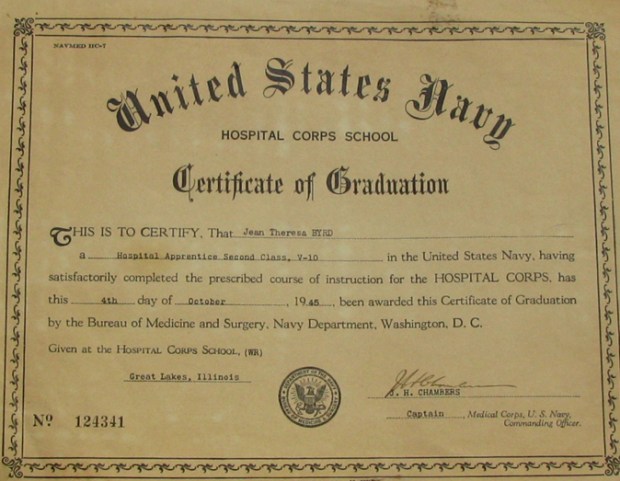 NAVMED HC-7
United States Navy
HOSPITAL CORPS SCHOOL
Certificate of Graduation
THIS IS TO CERTIFY, That Jean Theresa BYRD
a Hospital Apprentice Second Class, V-10 in the United States Navy, having
satisfactorily completed the prescribed course of instruction for the HOSPITAL CORPS, has
this 4th day of October, 1945, been awarded this Certificate of Graduation
by the Bureau of Medicine and Surgery, Navy Department, Washington, D. C.
Given at the HOSPITAL CORPS SCHOOL, (WR)
Great Lakes, Illinois
J. H. Chambers
J. H. CHAMBERS
Captain, Medical Corps, U. S. Navy,
Commanding Officer.
No. 124341